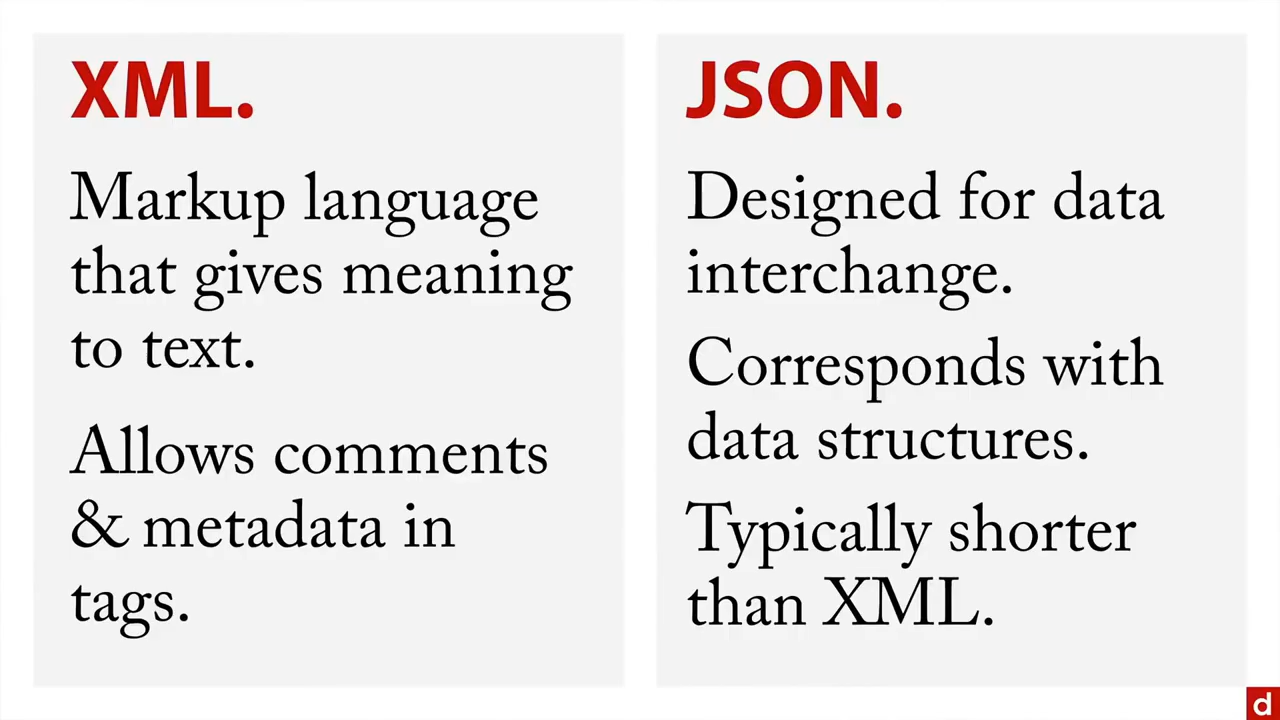 XML.
Markup language
that gives meaning
to text.
Allows comments
& metadata in
tags.
JSON.
Designed for data
interchange.
Corresponds with
data structures.
Typically shorter
than XML.
d